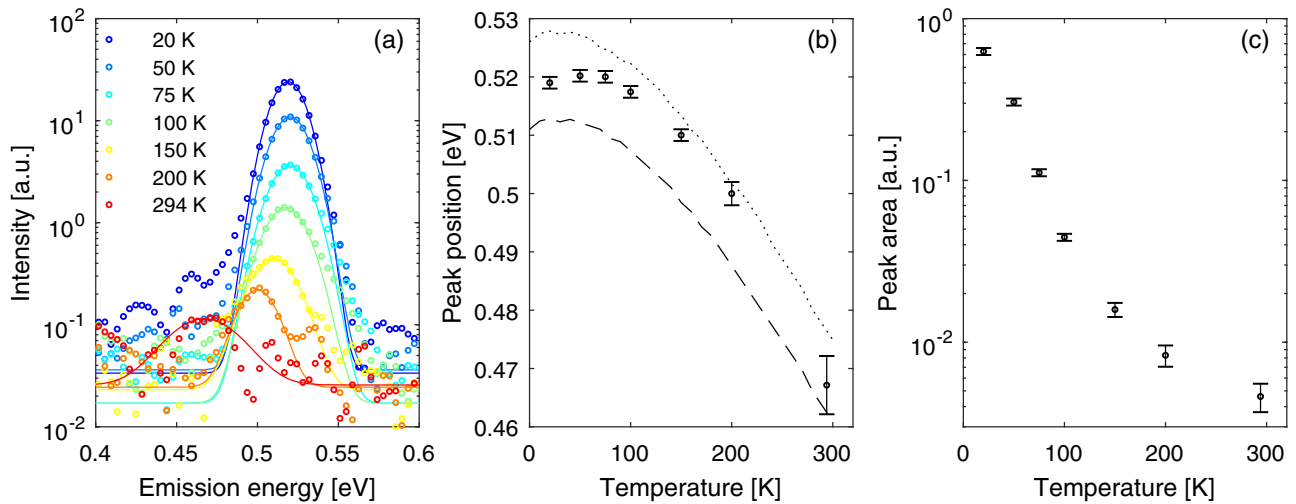 (a)
20 K
50 K
75 K
100 K
150 K
200 K
294 K
10^2
10^1
10^0
10^-1
10^-2
0.4
0.45
0.5
0.55
0.6
Intensity [a.u.]
Emission energy [eV]
(b)
0.53
0.52
0.51
0.5
0.49
0.48
0.47
0.46
0
100
200
300
Peak position [eV]
Temperature [K]
(c)
10^0
10^-1
10^-2
0
100
200
300
Peak area [a.u.]
Temperature [K]